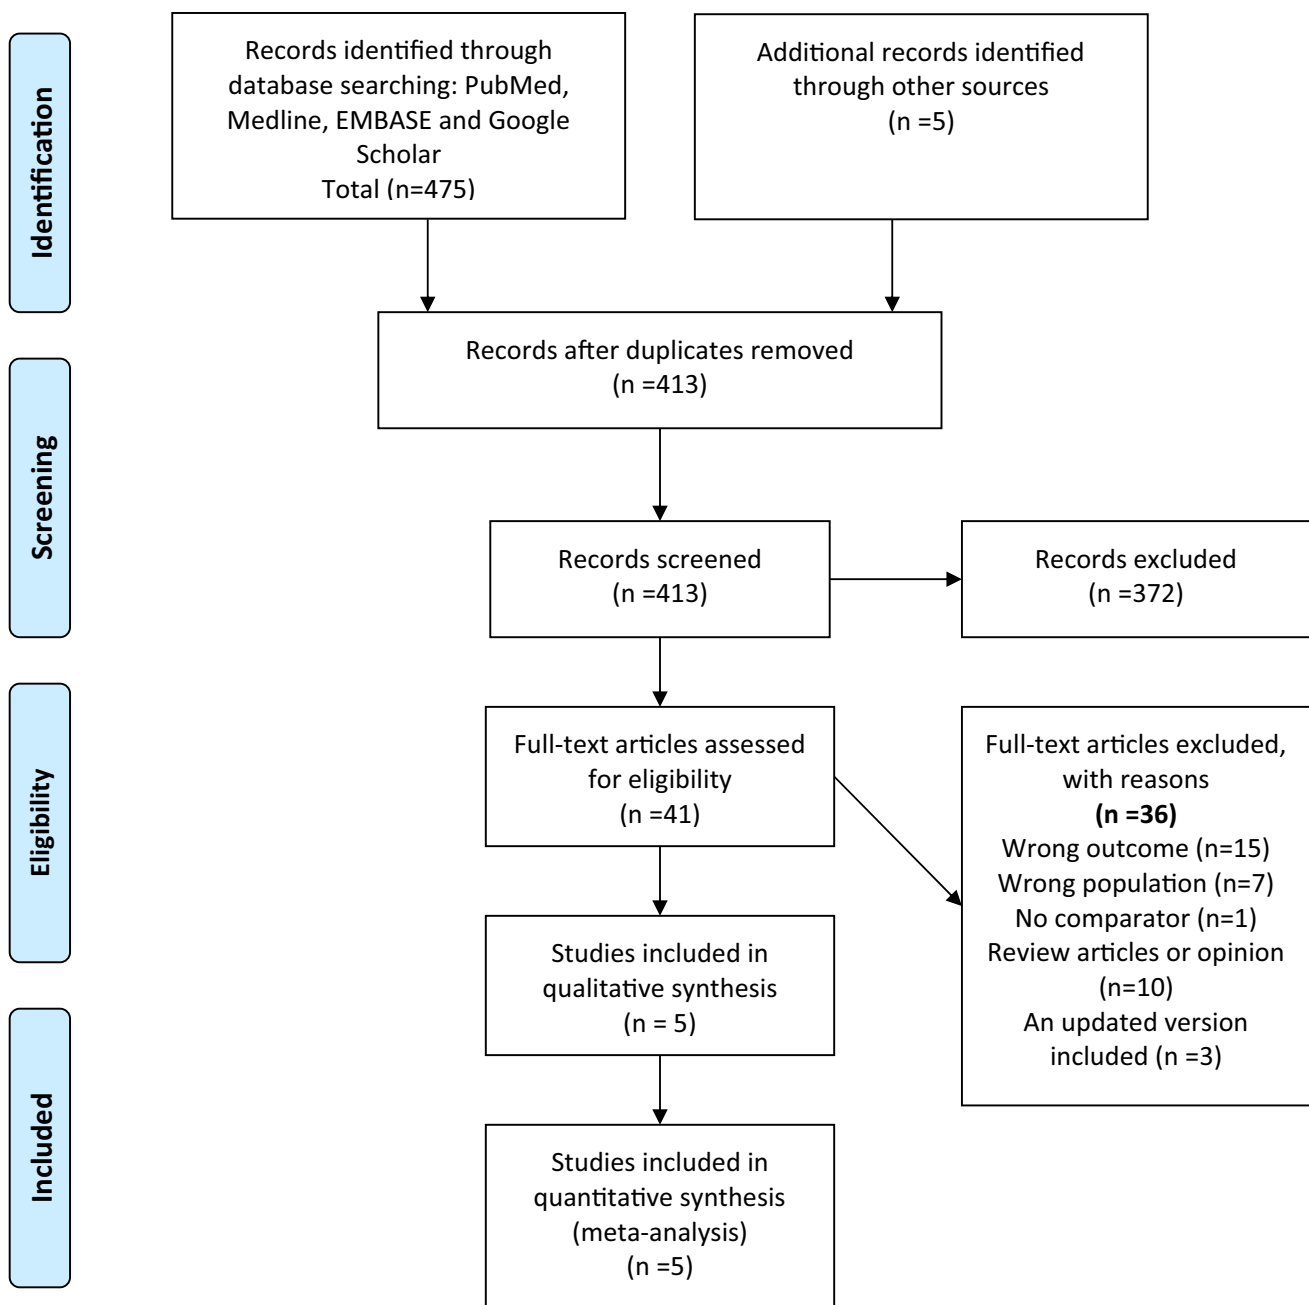 Identification
Records identified through
database searching: PubMed,
Medline, EMBASE and Google
Scholar
Total (n=475)
Additional records identified
through other sources
(n =5)
Records after duplicates removed
(n =413)
Screening
Records screened
(n =413)
Records excluded
(n =372)
Eligibility
Full-text articles assessed
for eligibility
(n =41)
Full-text articles excluded,
with reasons
(n =36)
Wrong outcome (n=15)
Wrong population (n=7)
No comparator (n=1)
Review articles or opinion
(n=10)
An updated version
included (n =3)
Studies included in
qualitative synthesis
(n = 5)
Included
Studies included in
quantitative synthesis
(meta-analysis)
(n =5)